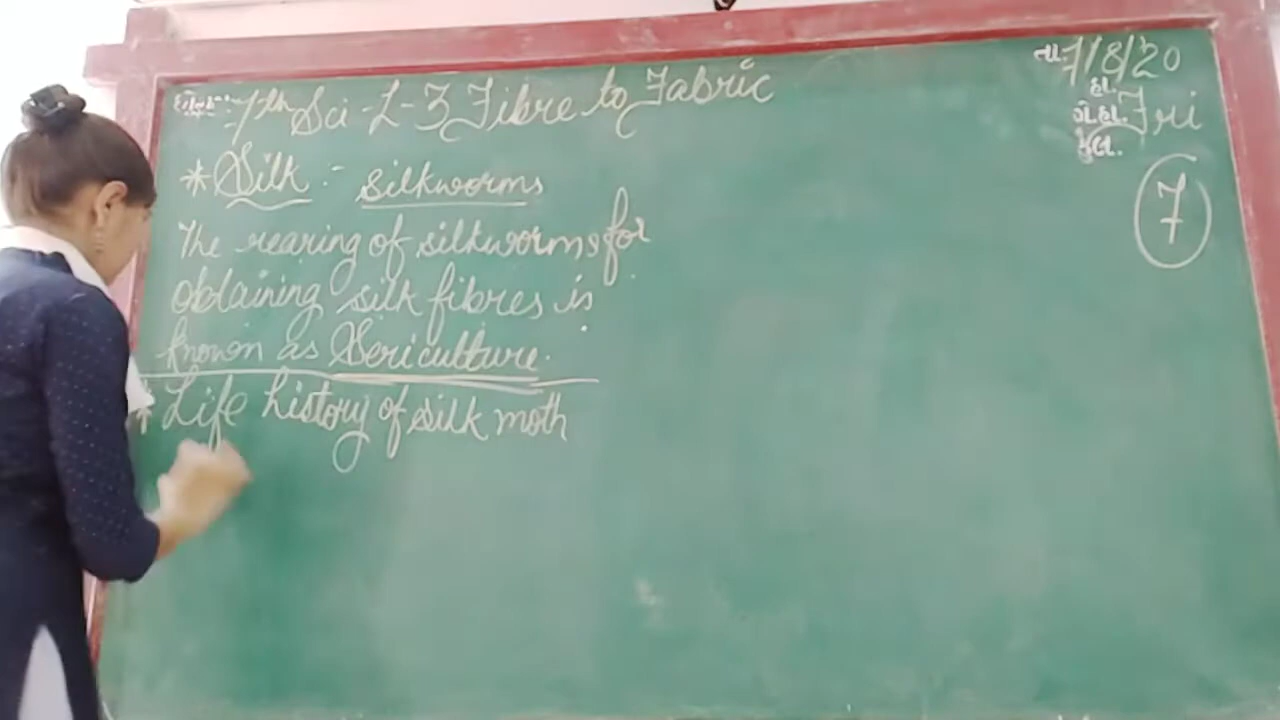 7th Sci-L-3 Fibre to Fabric
તા. 7/8/20
હા.
ગે.હા. Fri
કુલ.
7
* Silk :- silkworms
The rearing of silkworms for
obtaining silk fibres is
known as Sericulture.
* Life history of silk moth